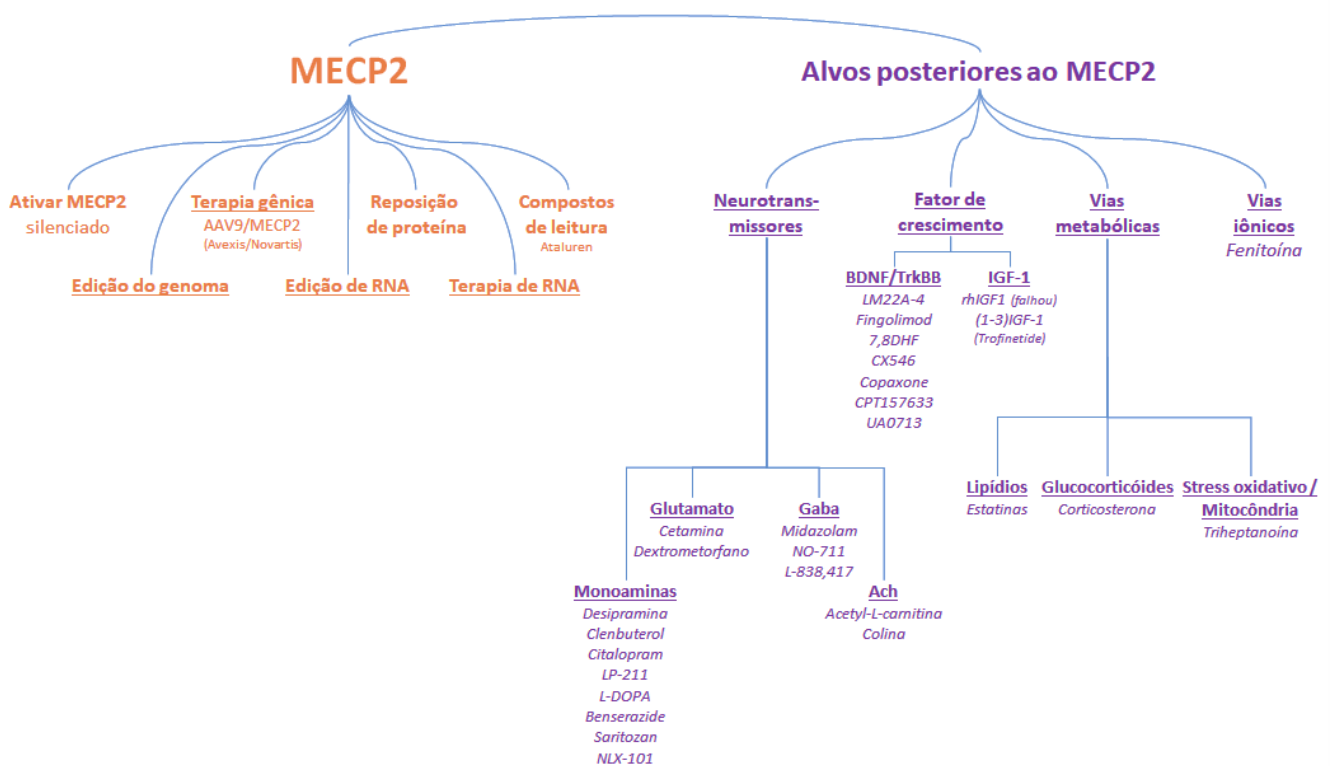 MECP2
Alvos posteriores ao MECP2
Ativar MECP2
silenciado
Terapia gênica
AAV9/MECP2
(Avexis/Novartis)
Reposição
de proteína
Compostos
de leitura
Ataluren
Edição do genoma
Edição de RNA
Terapia de RNA
Neurotrans-
missores
Fator de
crescimento
Vias
metabólicas
Vias
iônicos
Fenitoína
BDNF/TrkBB
LM22A-4
Fingolimod
7,8DHF
CX546
Copaxone
CPT157633
UA0713
IGF-1
rhIGF1 (falhou)
(1-3)IGF-1
(Trofinetide)
Glutamato
Cetamina
Dextrometorfano
Gaba
Midazolam
NO-711
L-838,417
Lipídios
Estatinas
Glucocorticóides
Corticosterona
Stress oxidativo/
Mitocôndria
Triheptanoína
Monoaminas
Desipramina
Clenbuterol
Citalopram
LP-211
L-DOPA
Benserazide
Saritozan
NLX-101
Ach
Acetyl-L-carnitina
Colina